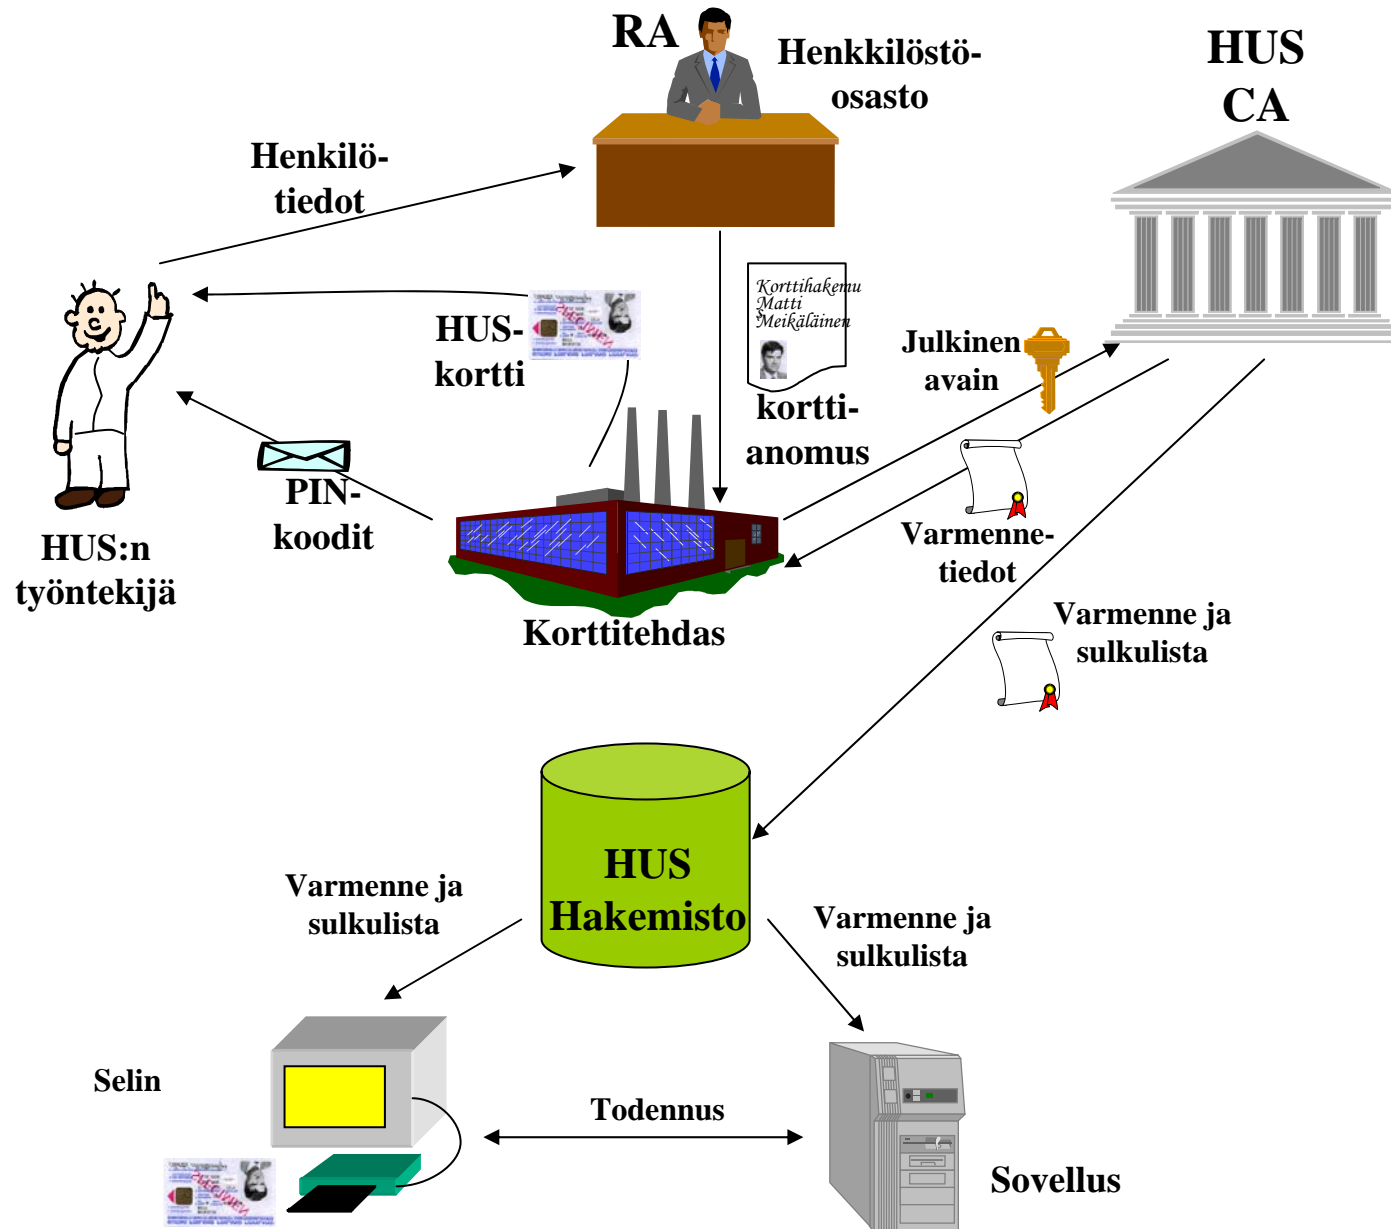 RA
Henkkilöstö-
osasto
HUS
CA
Henkilö-
tiedot
HUS-
kortti
Korttihakemu
s
Matti
Meikäläinen
kortti-
anomus
Julkinen
avain
PIN-
koodit
HUS:n
työntekijä
Korttitehdas
Varmenne-
tiedot
Varmenne ja
sulkulista
HUS
Hakemisto
Varmenne ja
sulkulista
Varmenne ja
sulkulista
Selin
Todennus
Sovellus